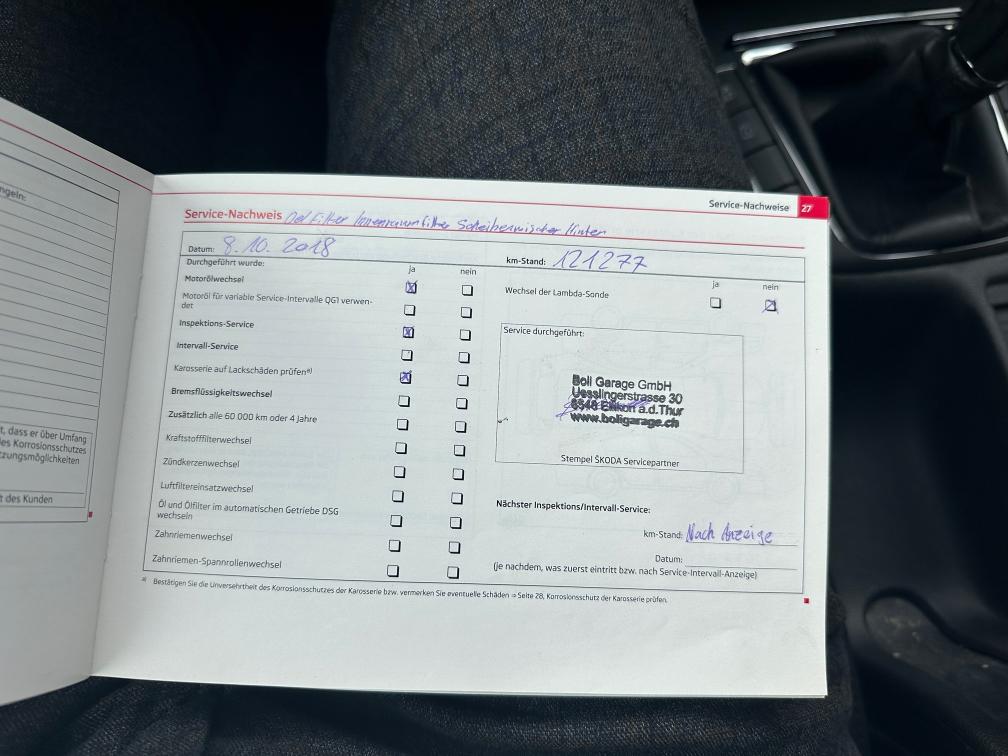 ngeln:
t, dass er über Umfang
es Korrosionsschutzes
tzungsmöglichkeiten
t des Kunden
Service-Nachweise 27
Service-Nachweis Oel Filter Innenraumfilter Scheibenwischer Hinten
Datum: 8.10.2018
km-Stand: 121277
Durchgeführt wurde: ja nein
Motorölwechsel
Motoröl für variable Service-Intervalle QG1 verwen-
det
Inspektions-Service
Intervall-Service
Karosserie auf Lackschäden prüfen a)
Bremsflüssigkeitswechsel
Zusätzlich alle 60 000 km oder 4 Jahre
Kraftstofffilterwechsel
Zündkerzenwechsel
Luftfiltereinsatzwechsel
Öl und Ölfilter im automatischen Getriebe DSG
wechseln
Zahnriemenwechsel
Zahnriemen-Spannrollenwechsel
ja nein
Wechsel der Lambda-Sonde
Service durchgeführt:
Boli Garage GmbH
Uesslingerstrasse 30
8548 Ellikon a.d.Thur
www.boligarage.ch
Stempel ŠKODA Servicepartner
Nächster Inspektions/Intervall-Service:
km-Stand: Nach Anzeige
Datum:
(je nachdem, was zuerst eintritt bzw. nach Service-Intervall-Anzeige)
a) Bestätigen Sie die Unversehrtheit des Korrosionsschutzes der Karosserie bzw. vermerken Sie eventuelle Schäden ⇒ Seite 28, Korrosionsschutz der Karosserie prüfen.